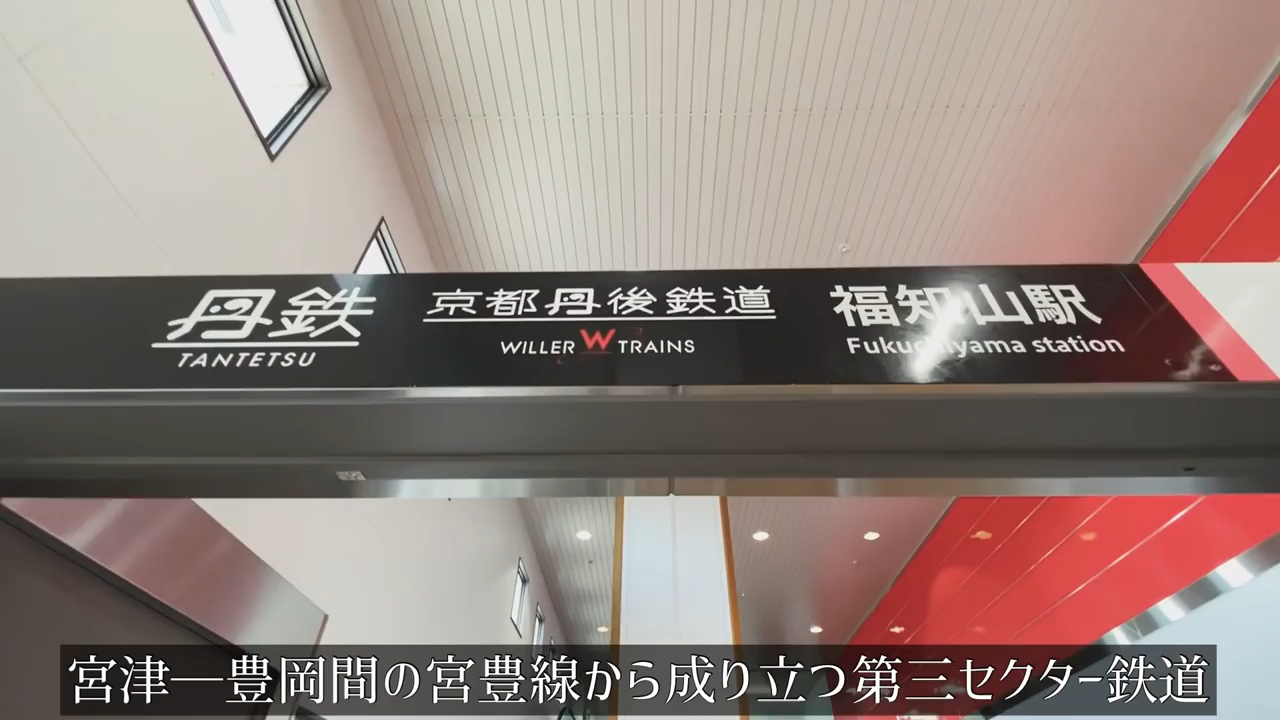 丹鉄
TANTETSU
京都丹後鉄道
WILLER TRAINS
福知山駅
Fukuchiyama station
宮津―豊岡間の宮豊線から成り立つ第三セクター鉄道